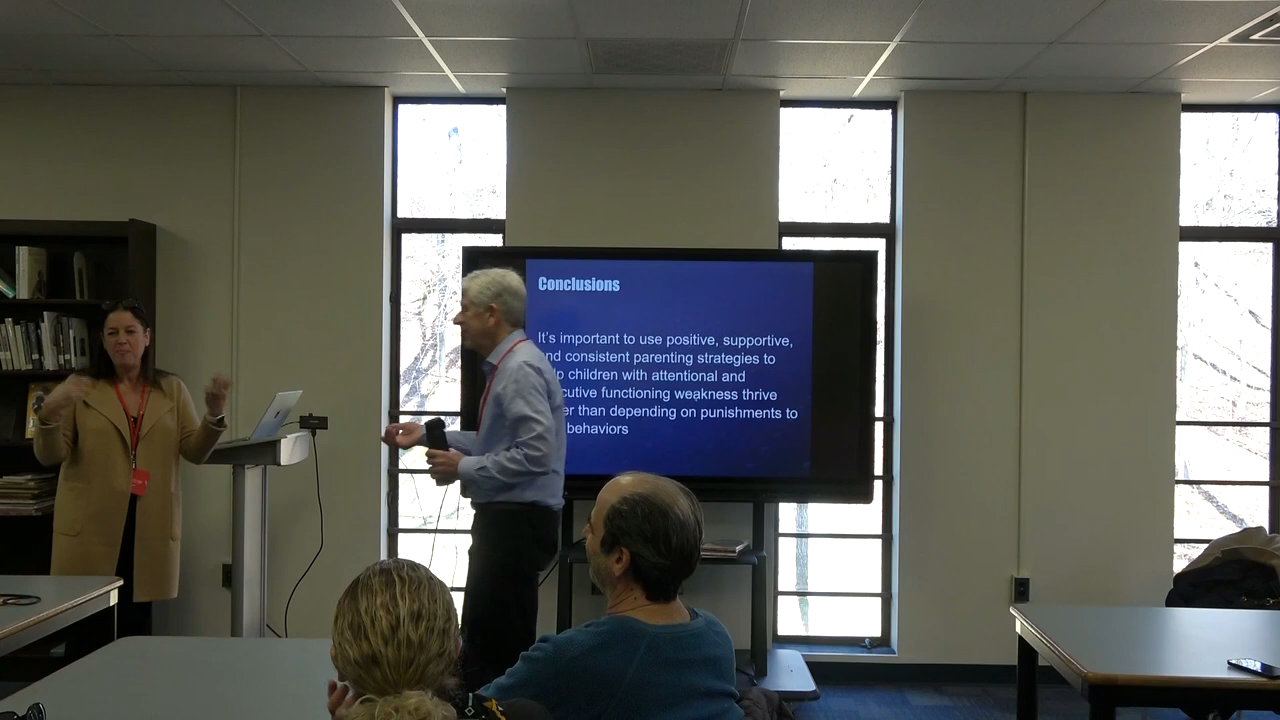 Conclusions
It's important to use positive, supportive,
nd consistent parenting strategies to
lp children with attentional and
cutive functioning weakness thrive
er than depending on punishments to
behaviors